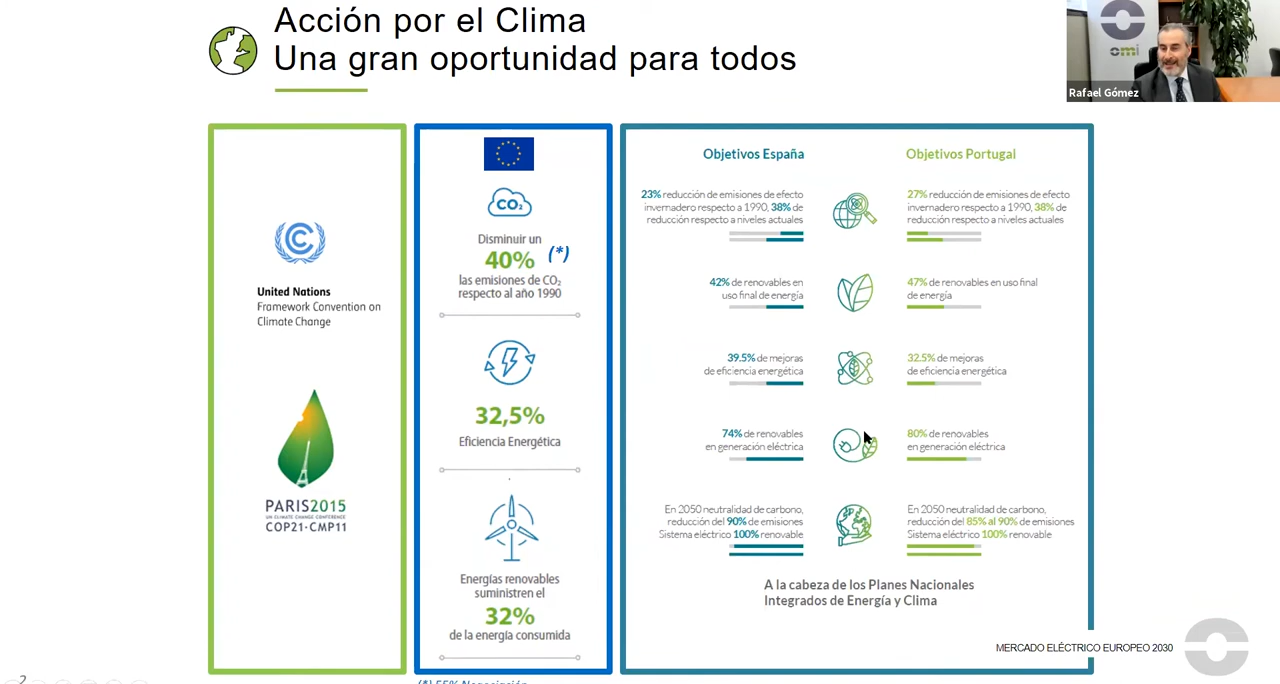 Acción por el Clima
Una gran oportunidad para todos
omi
Rafael Gómez
United Nations
Framework Convention on
Climate Change
PARIS2015
UN CLIMATE CHANGE CONFERENCE
COP21·CMP11
CO₂
Disminuir un
40% (*)
las emisiones de CO₂
respecto al año 1990
32,5%
Eficiencia Energética
Energías renovables
suministren el
32%
de la energía consumida
(*) 55% Negociación
Objetivos España
23% reducción de emisiones de efecto
invernadero respecto a 1990, 38% de
reducción respecto a niveles actuales
42% de renovables en
uso final de energía
39.5% de mejoras
de eficiencia energética
74% de renovables
en generación eléctrica
En 2050 neutralidad de carbono,
reducción del 90% de emisiones
Sistema eléctrico 100% renovable
Objetivos Portugal
27% reducción de emisiones de efecto
invernadero respecto a 1990, 38% de
reducción respecto a niveles actuales
47% de renovables en uso final
de energía
32.5% de mejoras
de eficiencia energética
80% de renovables
en generación eléctrica
En 2050 neutralidad de carbono,
reducción del 85% al 90% de emisiones
Sistema eléctrico 100% renovable
A la cabeza de los Planes Nacionales
Integrados de Energía y Clima
MERCADO ELÉCTRICO EUROPEO 2030
2